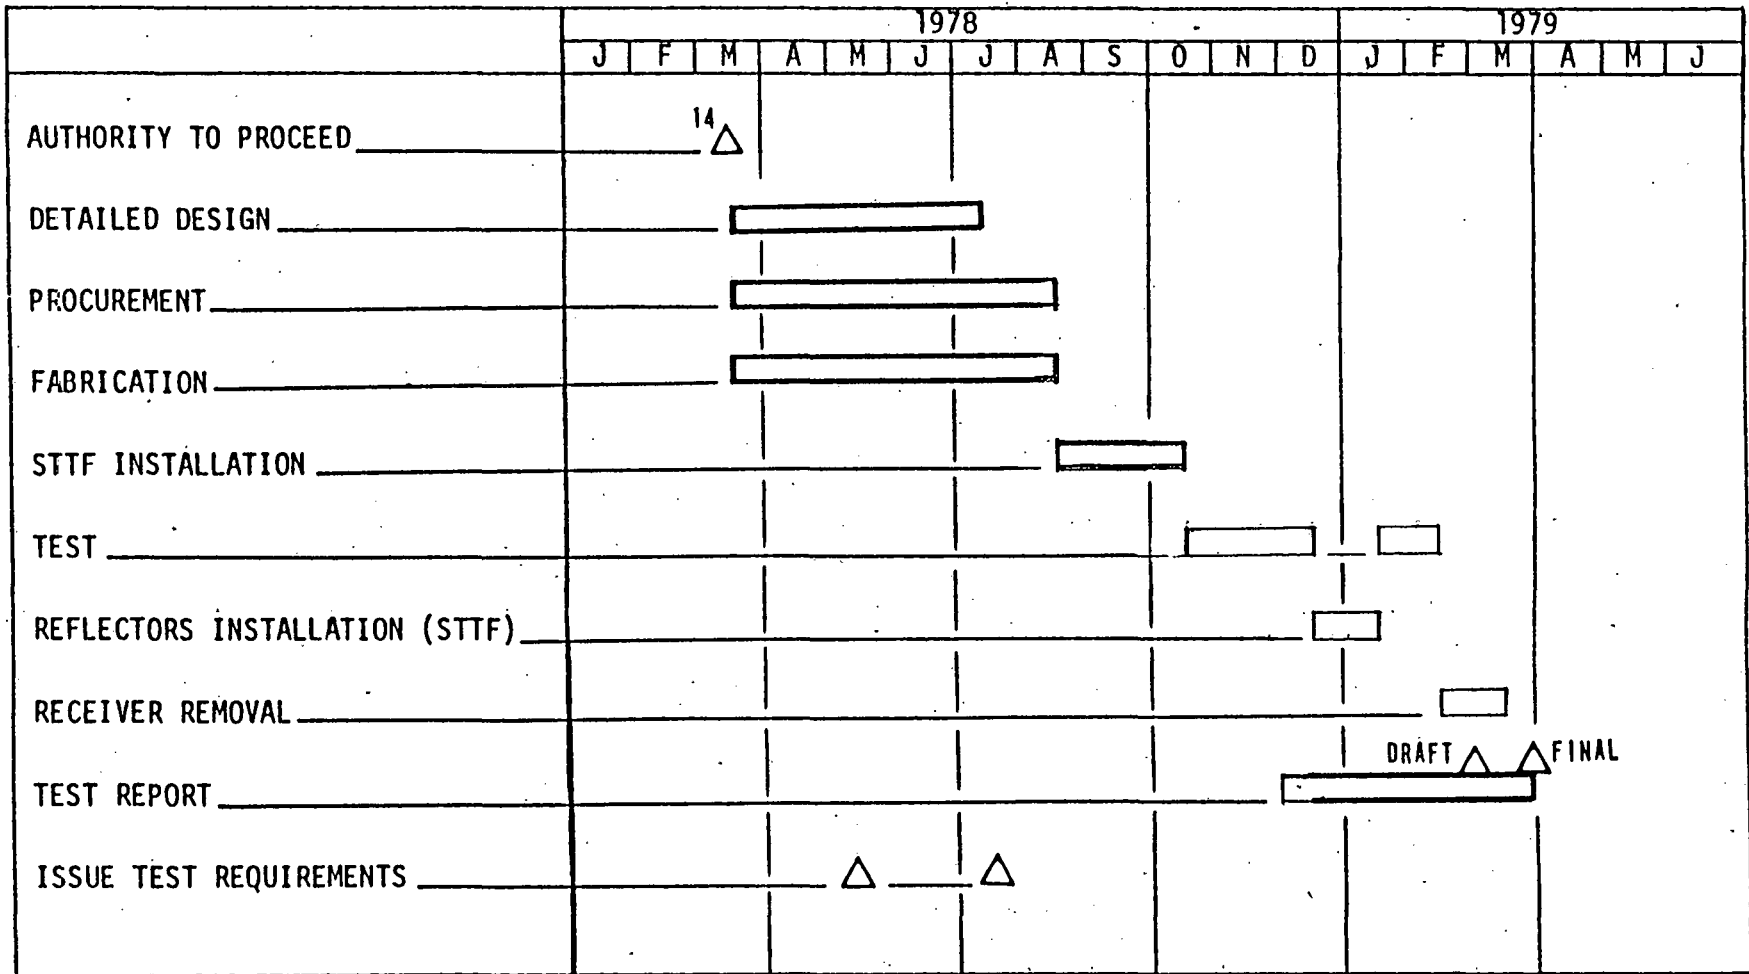 1978 1979
J F M A M J J A S O N D J F M A M J
14
AUTHORITY TO PROCEED
DETAILED DESIGN
PROCUREMENT
FABRICATION
STTF INSTALLATION
TEST
REFLECTORS INSTALLATION (STTF)
RECEIVER REMOVAL
DRAFT FINAL
TEST REPORT
ISSUE TEST REQUIREMENTS